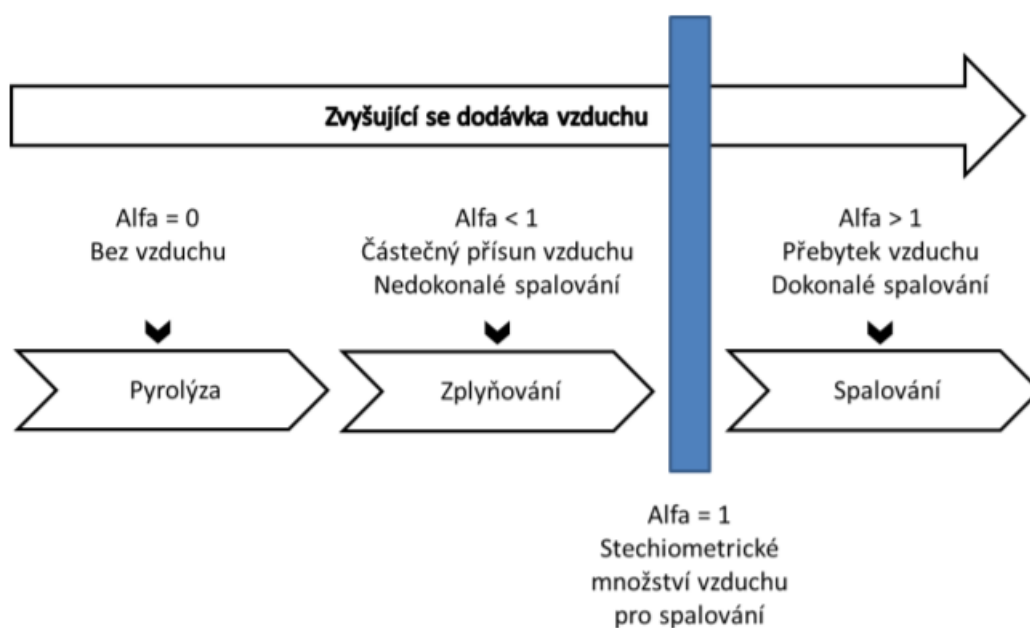 Zvyšující se dodávka vzduchu
Alfa = 0
Bez vzduchu
Alfa < 1
Částečný přísun vzduchu
Nedokonalé spalování
Alfa > 1
Přebytek vzduchu
Dokonalé spalování
Pyrolýza
Zplyňování
Spalování
Alfa = 1
Stechiometrické
množství vzduchu
pro spalování